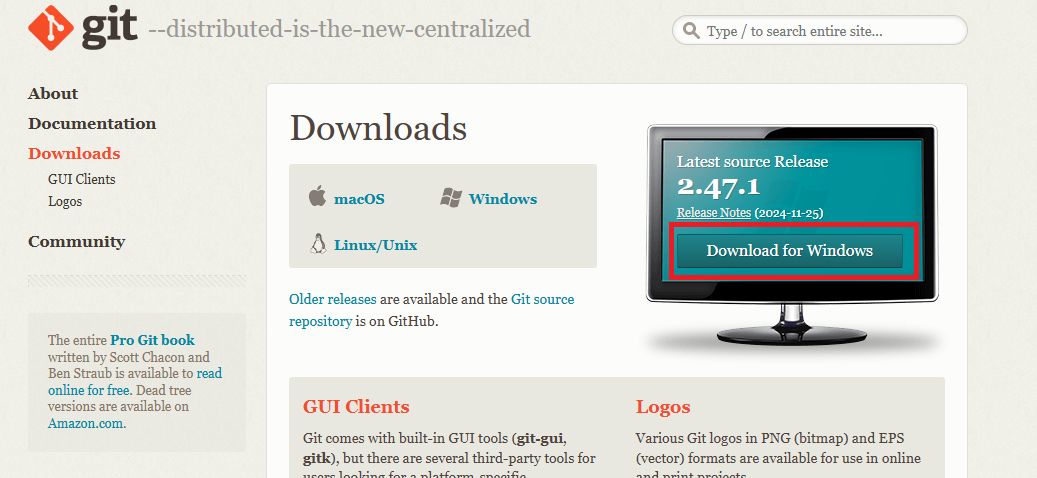 git --distributed-is-the-new-centralized
Type / to search entire site...
About
Documentation
Downloads
GUI Clients
Logos
Community
The entire Pro Git book
written by Scott Chacon and
Ben Straub is available to read
online for free. Dead tree
versions are available on
Amazon.com.
Downloads
macOS
Windows
Linux/Unix
Older releases are available and the Git source
repository is on GitHub.
Latest source Release
2.47.1
Release Notes (2024-11-25)
Download for Windows
GUI Clients
Git comes with built-in GUI tools (git-gui,
gitk), but there are several third-party tools for
users looking for a platform-specific
Logos
Various Git logos in PNG (bitmap) and EPS
(vector) formats are available for use in online
and print projects.